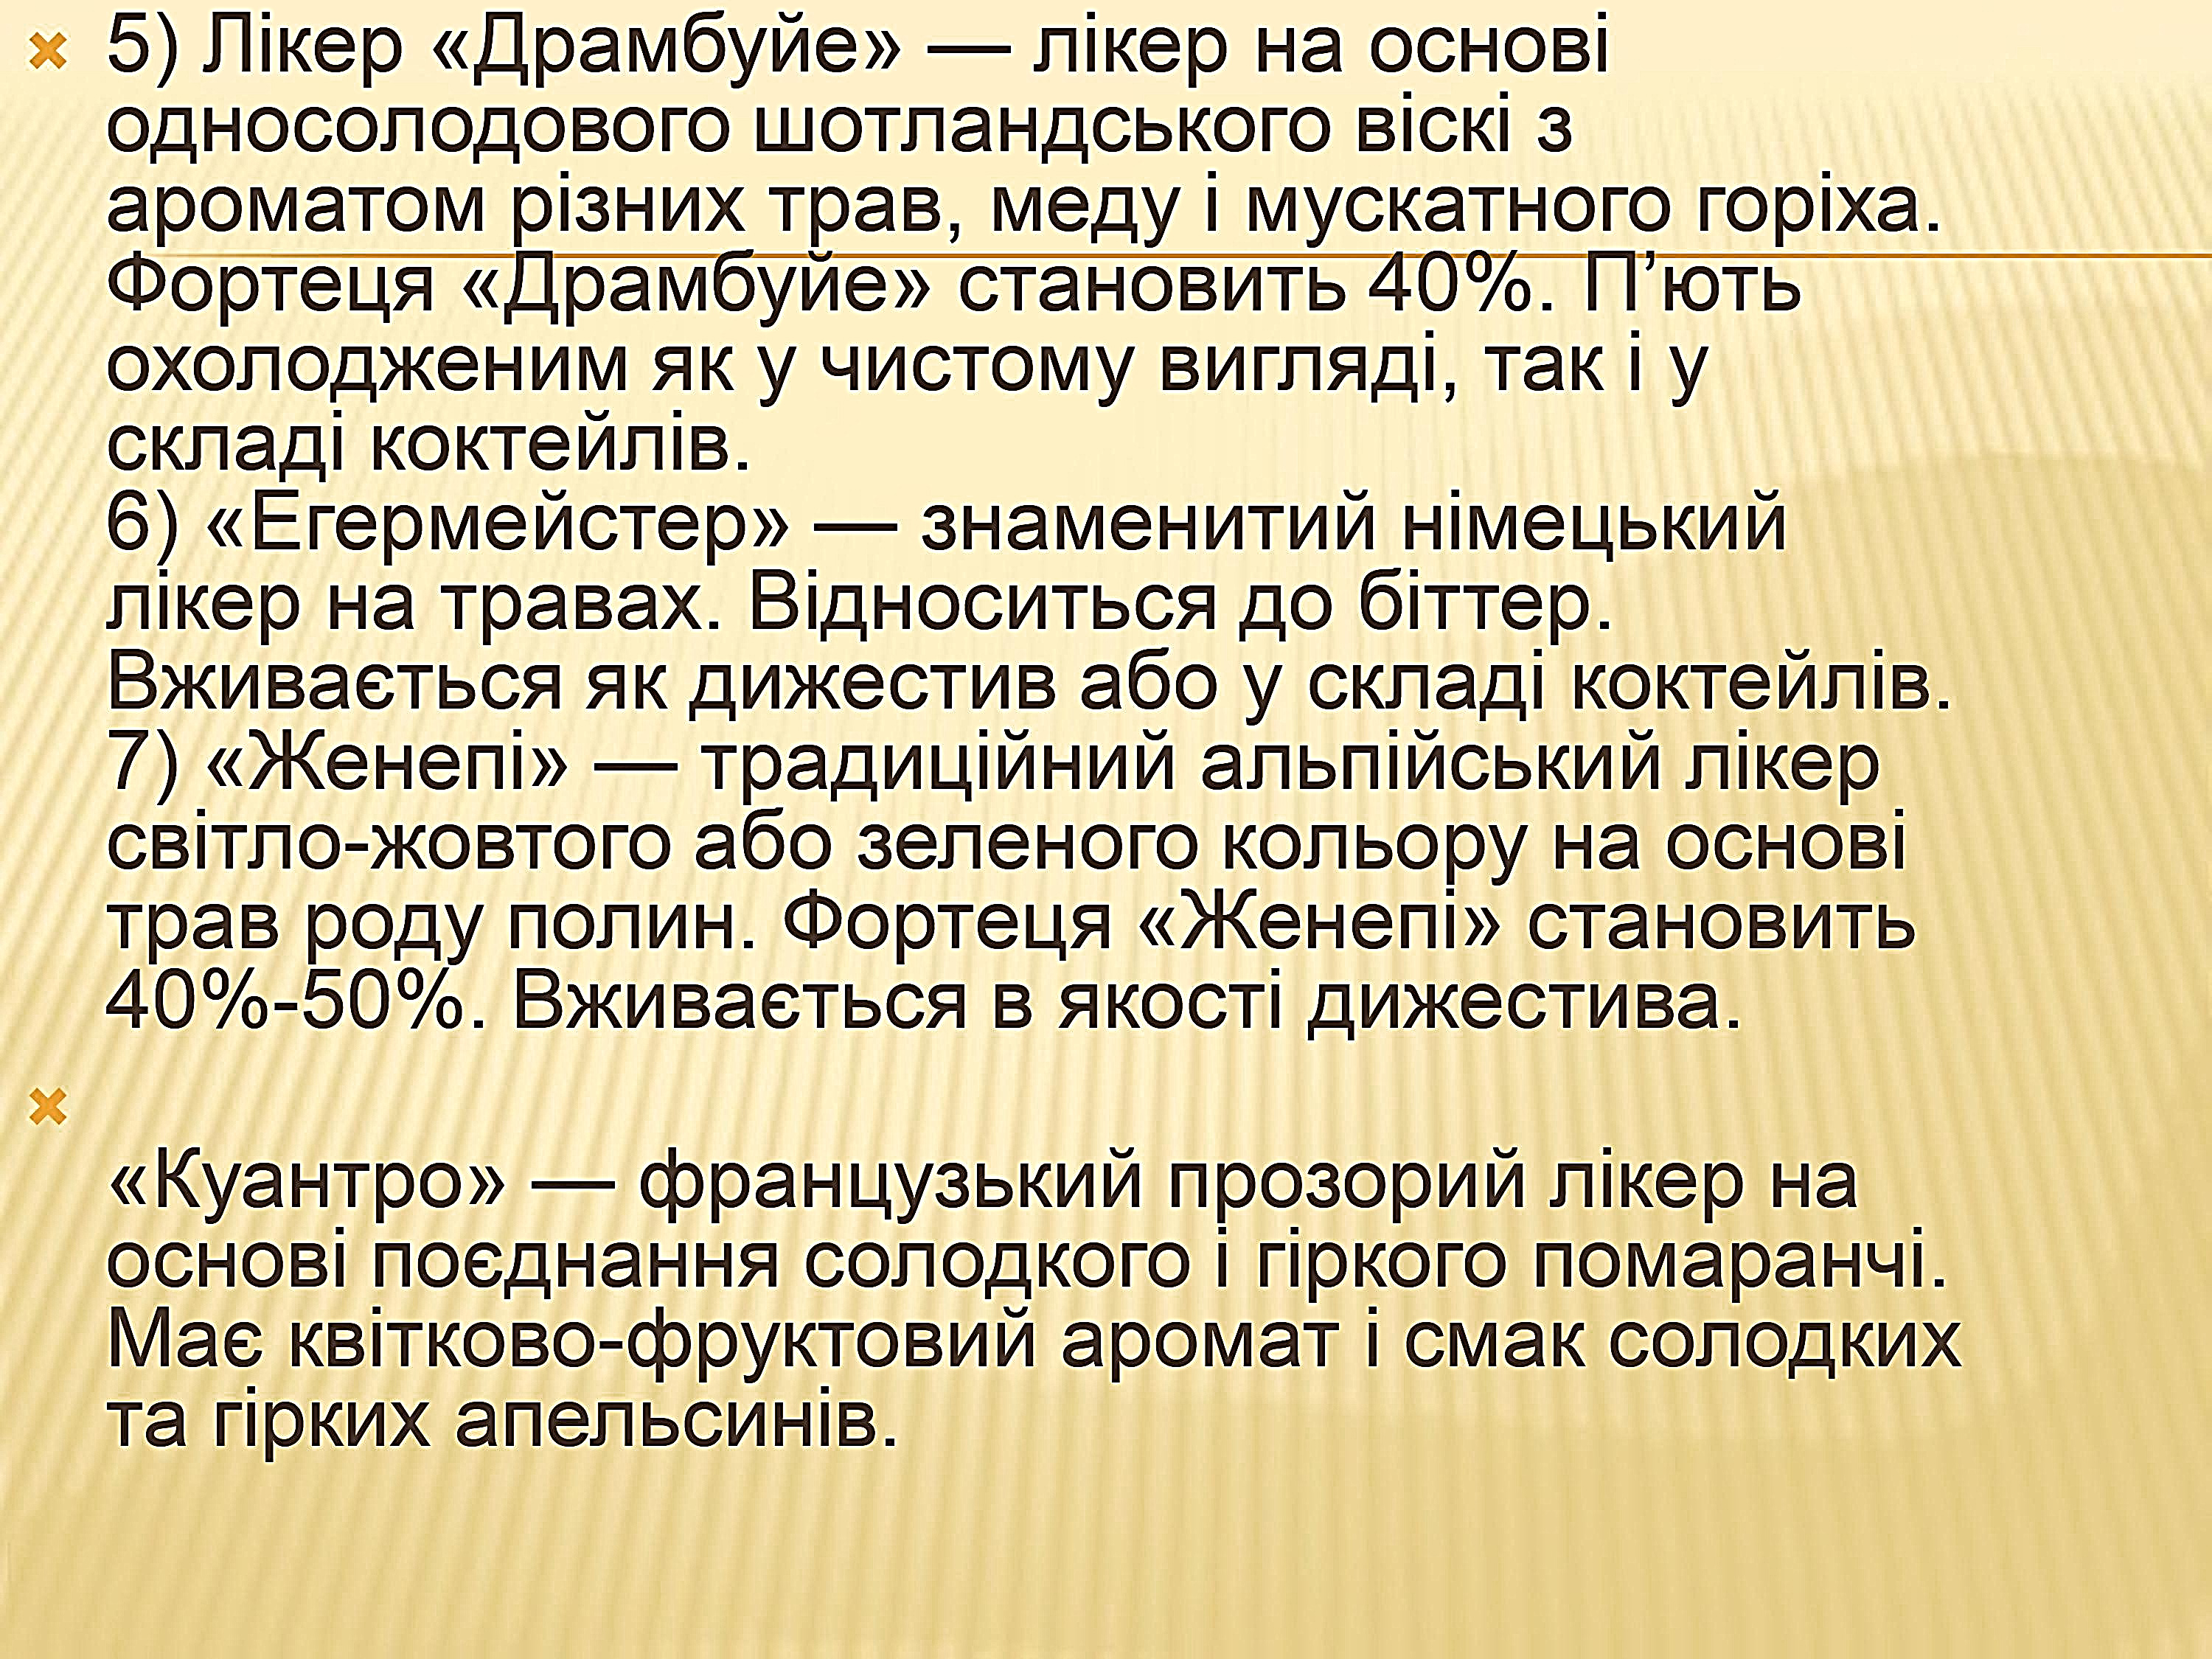 5) Лікер «Драмбуйе» — лікер на основі
односолодового шотландського віскі з
ароматом різних трав, меду і мускатного горіха.
Фортеця «Драмбуйе» становить 40%. П’ють
охолодженим як у чистому вигляді, так і у
складі коктейлів.
6) «Егермейстер» — знаменитий німецький
лікер на травах. Відноситься до біттер.
Вживається як дижестив або у складі коктейлів.
7) «Женепі» — традиційний альпійський лікер
світло-жовтого або зеленого кольору на основі
трав роду полин. Фортеця «Женепі» становить
40%-50%. Вживається в якості дижестива.
«Куантро» — французький прозорий лікер на
основі поєднання солодкого і гіркого помаранчі.
Має квітково-фруктовий аромат і смак солодких
та гірких апельсинів.